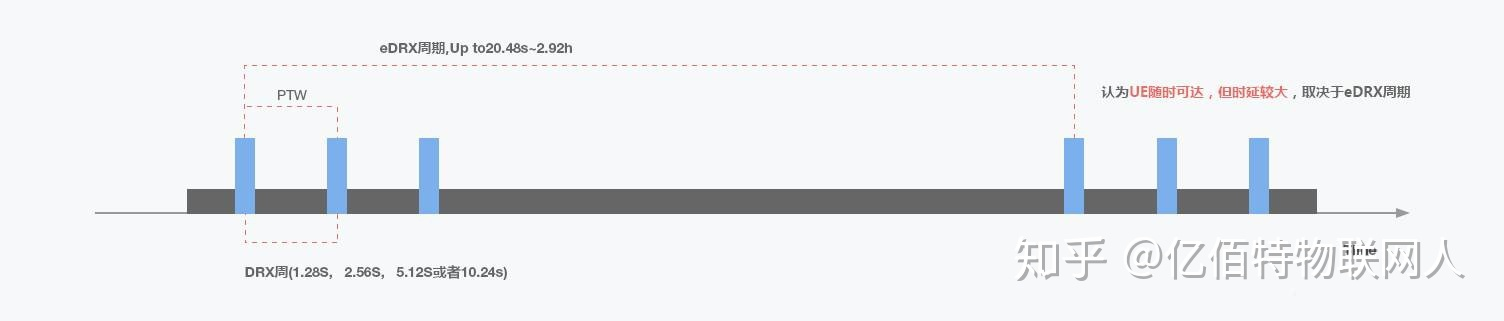 eDRX周期,Up to20.48s~2.92h
PTW
认为UE随时可达，但时延较大，取决于eDRX周期
Time
DRX周(1.28S， 2.56S， 5.12S或者10.24s)
知乎 @亿佰特物联网人